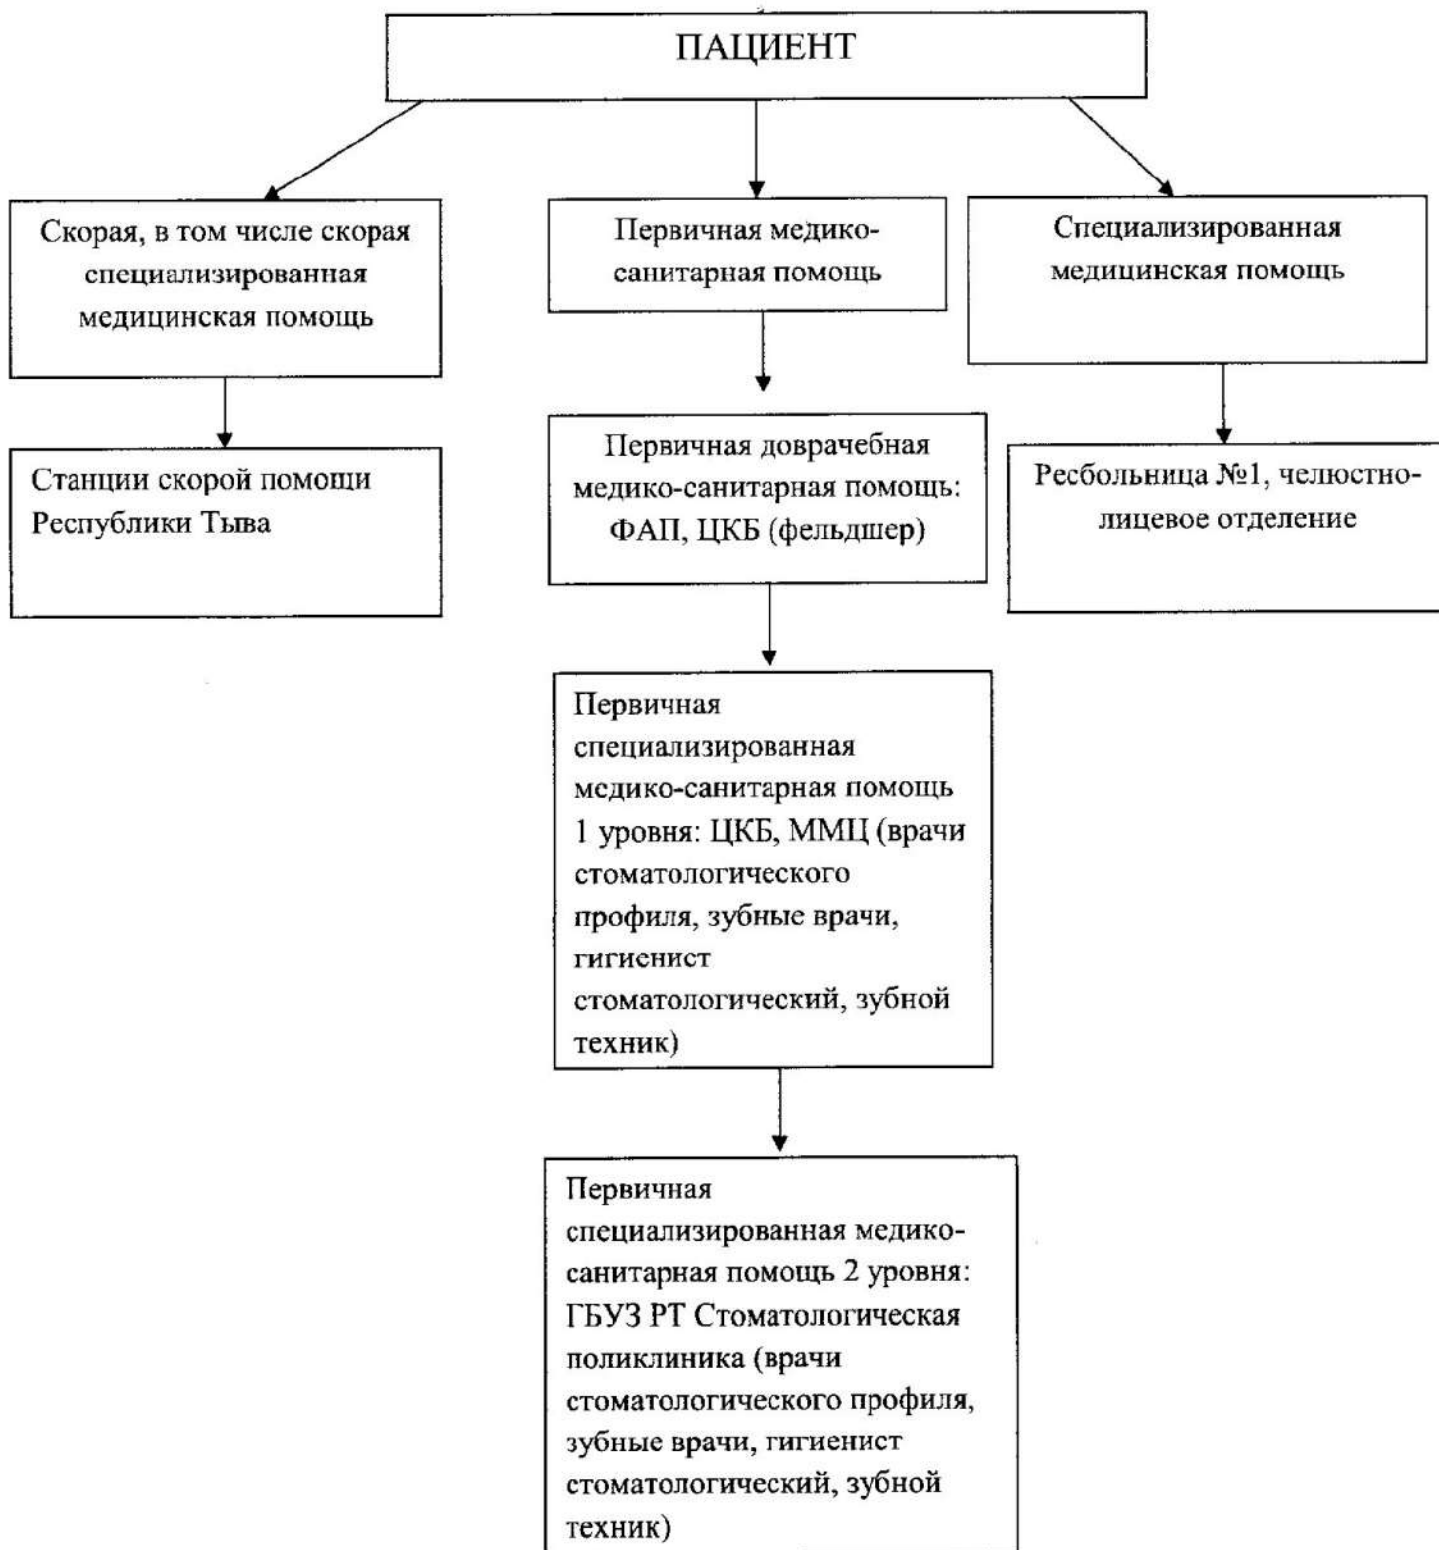 ПАЦИЕНТ
Скорая, в том числе скорая
специализированная
медицинская помощь
Первичная медико-
санитарная помощь
Специализированная
медицинская помощь
Станции скорой помощи
Республики Тыва
Первичная доврачебная
медико-санитарная помощь:
ФАП, ЦКБ (фельдшер)
Ресбольница №1, челюстно-
лицевое отделение
Первичная
специализированная
медико-санитарная помощь
1 уровня: ЦКБ, ММЦ (врачи
стоматологического
профиля, зубные врачи,
гигиенист
стоматологический, зубной
техник)
Первичная
специализированная медико-
санитарная помощь 2 уровня:
ГБУЗ РТ Стоматологическая
поликлиника (врачи
стоматологического профиля,
зубные врачи, гигиенист
стоматологический, зубной
техник)